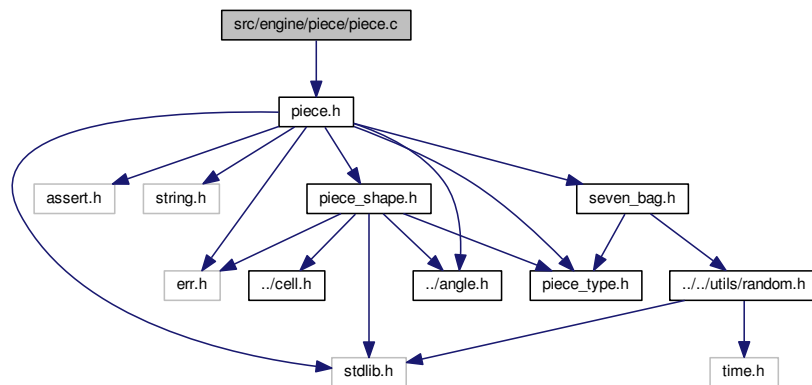 src/engine/piece/piece.c
piece.h
assert.h
string.h
piece_shape.h
seven_bag.h
err.h
../cell.h
../angle.h
piece_type.h
../../utils/random.h
stdlib.h
time.h